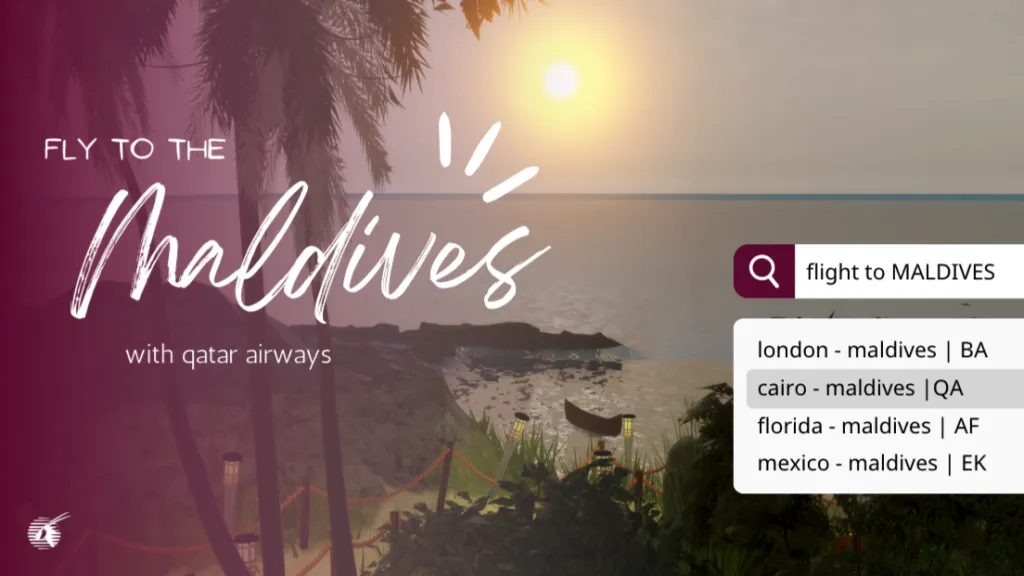 FLY TO THE
Maldives
with qatar airways
flight to MALDIVES
london - maldives | BA
cairo - maldives |QA
florida - maldives | AF
mexico - maldives | EK